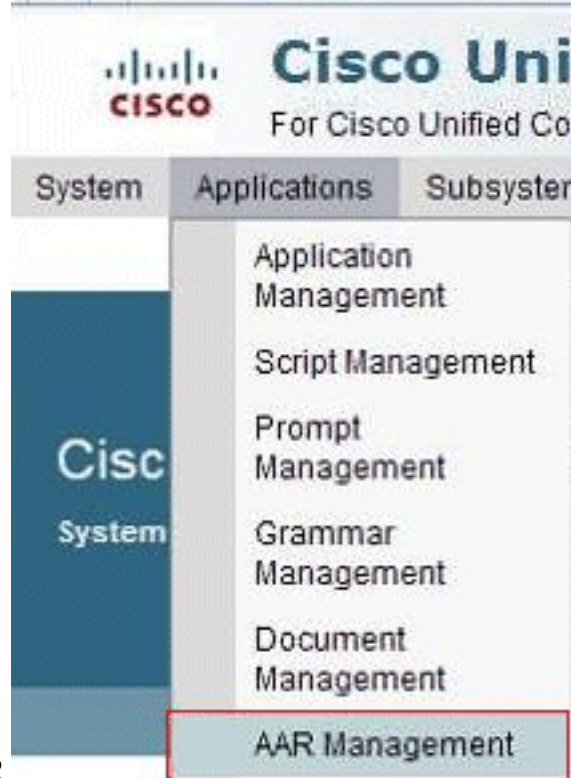 CISCO
Cisco Uni
For Cisco Unified Co
System Applications Subsyster
Application
Management
Script Management
Prompt
Management
Cisc
System
Grammar
Management
Document
Management
AAR Management